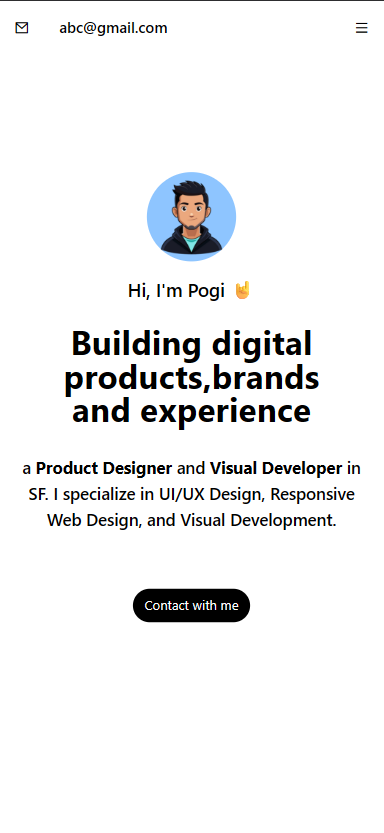 abc@gmail.com
Hi, I'm Pogi 🤘
Building digital
products,brands
and experience
a Product Designer and Visual Developer in
SF. I specialize in UI/UX Design, Responsive
Web Design, and Visual Development.
Contact with me